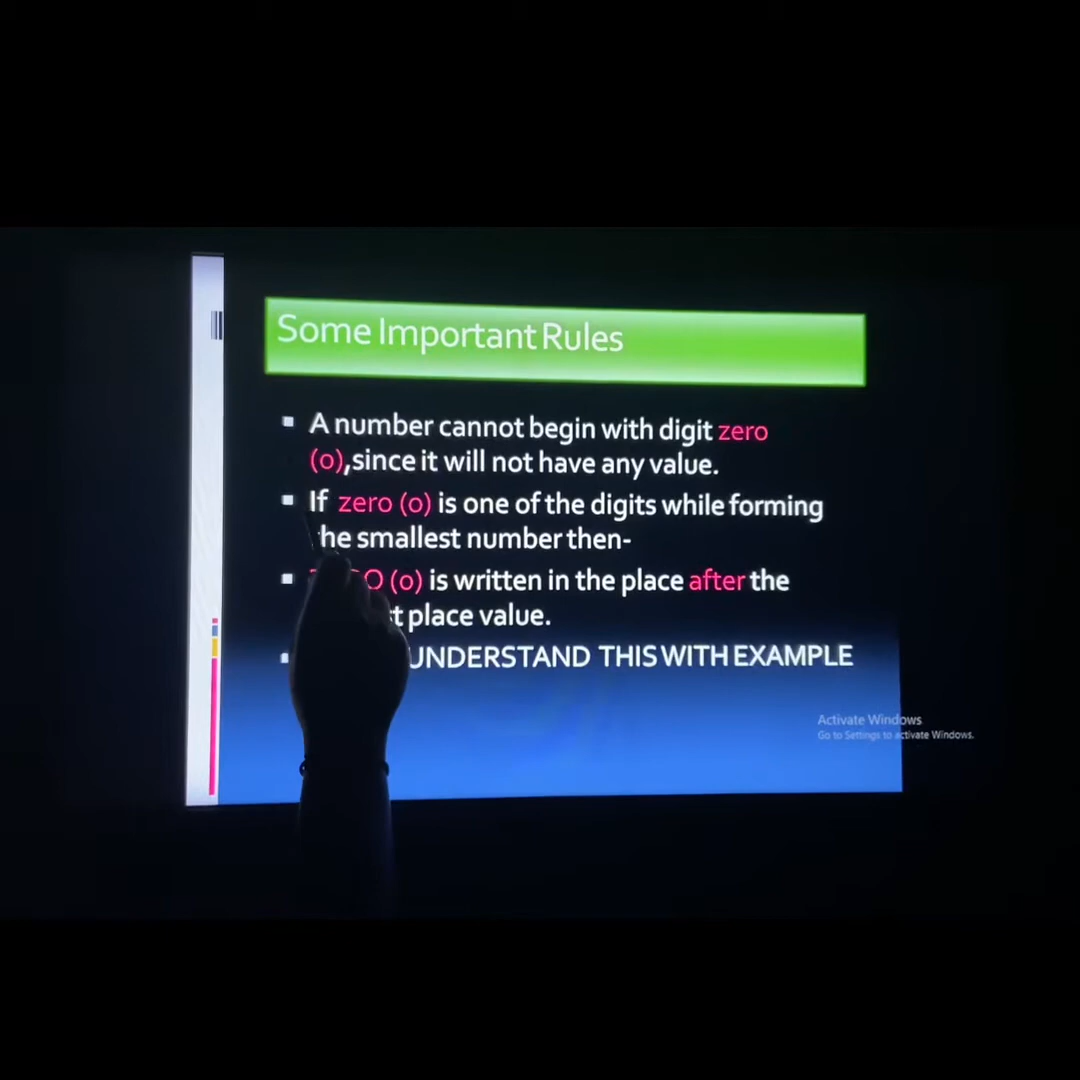 Some Important Rules
A number cannot begin with digit zero
(0),since it will not have any value.
If zero (0) is one of the digits while forming
the smallest number then-
(0) is written in the place after the
place value.
UNDERSTAND THIS WITH EXAMPLE
Activate Windows
Go to Settings to activate Windows.